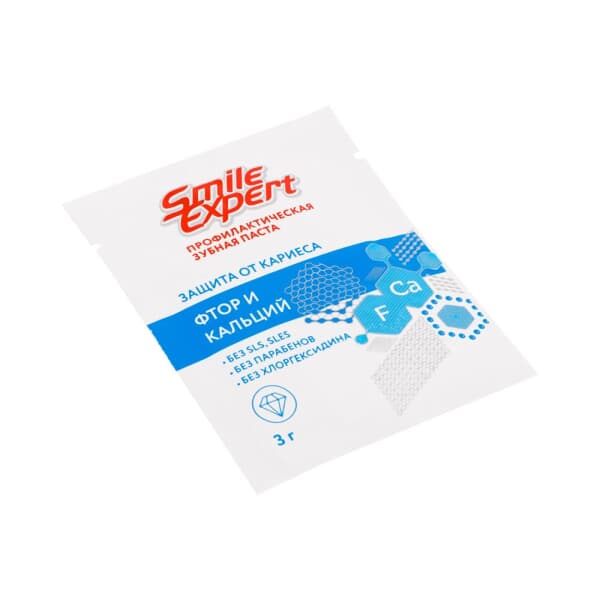 Smile
Expert
ПРОФИЛАКТИЧЕСКАЯ
ЗУБНАЯ ПАСТА
ЗАЩИТА ОТ КАРИЕСА
ФТОР И
КАЛЬЦИЙ
• БЕЗ SLS, SLES
• БЕЗ ПАРАБЕНОВ
• БЕЗ ХЛОРГЕКСИДИНА
F
Ca
3 г